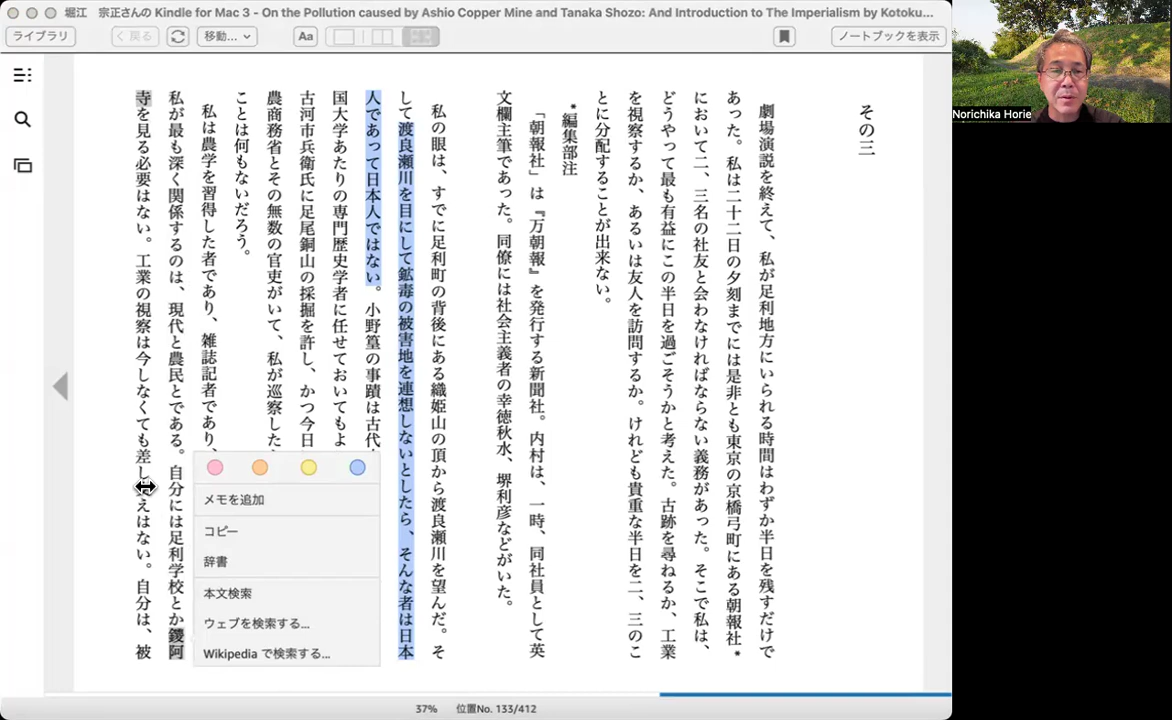 堀江 宗正さんの Kindle for Mac 3 - On the Pollution caused by Ashio Copper Mine and Tanaka Shozo: And Introduction to The Imperialism by Kotoku...
ライブラリ
戻る
移動...
Aa
ノートブックを表示
Norichika Horie
その三
劇場演説を終えて、私が足利地方にいられる時間はわずか半日を残すだけで
あった。私は二十二日の夕刻までには是非とも東京の京橋弓町にある朝報社*
において二、三名の社友と会わなければならない義務があった。そこで私は、
どうやって最も有益にこの半日を過ごそうかと考えた。古跡を尋ねるか、工業
を視察するか、あるいは友人を訪問するか。けれども貴重な半日を二、三のこ
とに分配することが出来ない。
*編集部注
「朝報社」は『万朝報』を発行する新聞社。内村は、一時、同社員として英
文欄主筆であった。同僚には社会主義者の幸徳秋水、堺利彦などがいた。
私の眼は、すでに足利町の背後にある織姫山の頂から渡良瀬川を望んだ。そ
して渡良瀬川を目にして鉱毒の被害地を連想しないとしたら、そんな者は日本
人であって日本人ではない。小野篁の事蹟は古代
国大学あたりの専門歴史学者に任せておいてもよ
古河市兵衛氏に足尾銅山の採掘を許し、かつ今日
農商務省とその無数の官吏がいて、私が巡察した
ことは何もないだろう。
私は農学を習得した者であり、雑誌記者であり、
私が最も深く関係するのは、現代と農民とである。自分には足利学校とか鑁阿
寺を見る必要はない。工業の視察は今しなくても差し えはない。自分は、被
メモを追加
コピー
辞書
本文検索
ウェブを検索する...
Wikipedia で検索する...
37%
位置No. 133/412